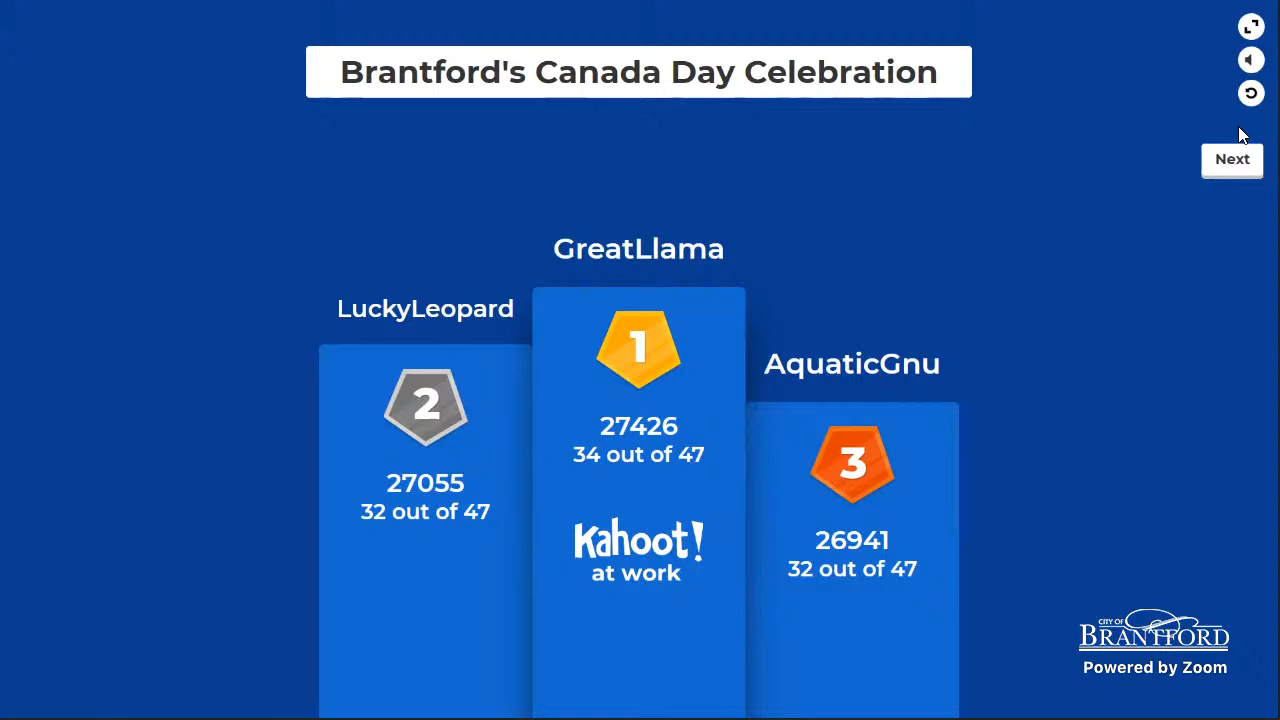 Brantford's Canada Day Celebration
Next
GreatLlama
LuckyLeopard
1
AquaticGnu
2
27426
34 out of 47
3
27055
32 out of 47
Kahoot!
at work
26941
32 out of 47
CITY OF
BRANTFORD
Powered by Zoom